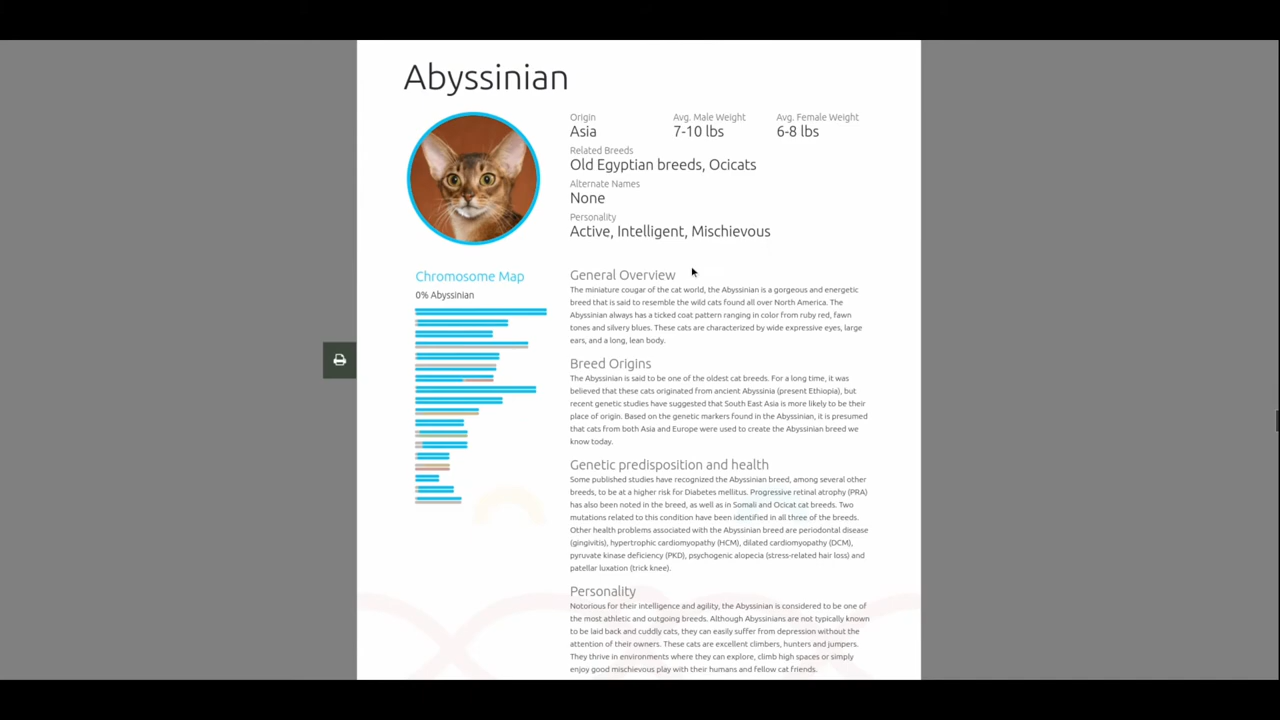 Abyssinian
Origin Avg. Male Weight Avg. Female Weight
Asia 7-10 lbs 6-8 lbs
Related Breeds
Old Egyptian breeds, Ocicats
Alternate Names
None
Personality
Active, Intelligent, Mischievous
Chromosome Map
0% Abyssinian
General Overview
The miniature cougar of the cat world, the Abyssinian is a gorgeous and energetic
breed that is said to resemble the wild cats found all over North America. The
Abyssinian always has a ticked coat pattern ranging in color from ruby red, fawn
tones and silvery blues. These cats are characterized by wide expressive eyes, large
ears, and a long, lean body.
Breed Origins
The Abyssinian is said to be one of the oldest cat breeds. For a long time, it was
believed that these cats originated from ancient Abyssinia (present Ethiopia), but
recent genetic studies have suggested that South East Asia is more likely to be their
place of origin. Based on the genetic markers found in the Abyssinian, it is presumed
that cats from both Asia and Europe were used to create the Abyssinian breed we
know today.
Genetic predisposition and health
Some published studies have recognized the Abyssinian breed, among several other
breeds, to be at a higher risk for Diabetes mellitus. Progressive retinal atrophy (PRA)
has also been noted in the breed, as well as in Somali and Ocicat cat breeds. Two
mutations related to this condition have been identified in all three of the breeds.
Other health problems associated with the Abyssinian breed are periodontal disease
(gingivitis), hypertrophic cardiomyopathy (HCM), dilated cardiomyopathy (DCM),
pyruvate kinase deficiency (PKD), psychogenic alopecia (stress-related hair loss) and
patellar luxation (trick knee).
Personality
Notorious for their intelligence and agility, the Abyssinian is considered to be one of
the most athletic and outgoing breeds. Although Abyssinians are not typically known
to be laid back and cuddly cats, they can easily suffer from depression without the
attention of their owners. These cats are excellent climbers, hunters and jumpers.
They thrive in environments where they can explore, climb high spaces or simply
enjoy good mischievous play with their humans and fellow cat friends.